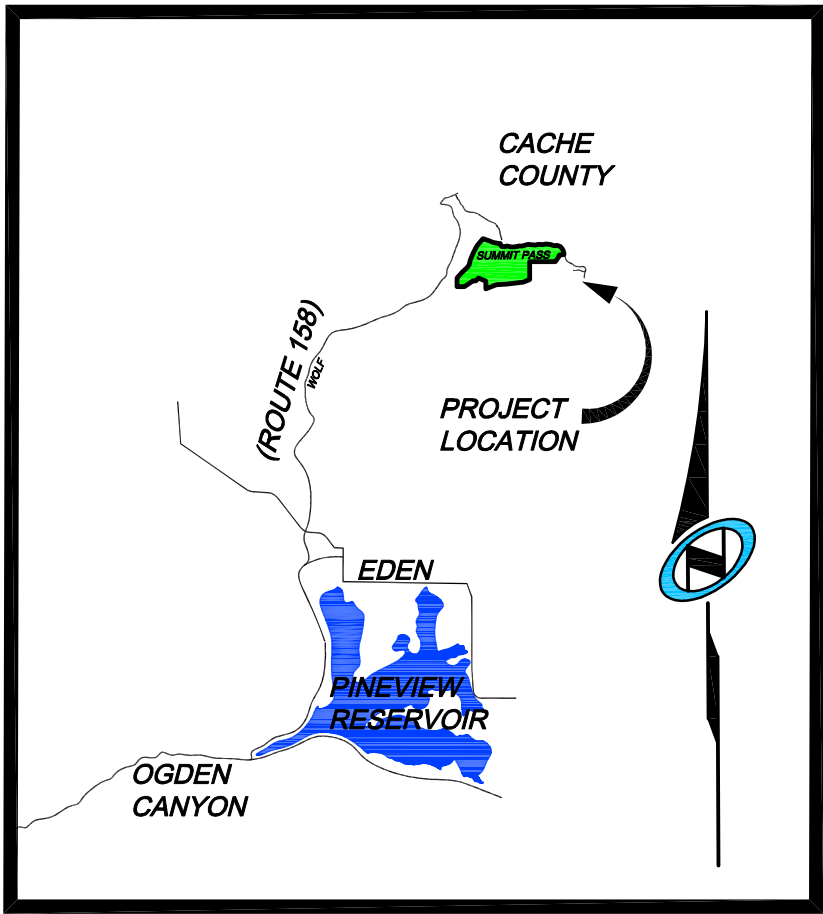 CACHE
COUNTY
SUMMIT PASS
(ROUTE 158)
WOLF
PROJECT
LOCATION
N
EDEN
PINEVIEW
RESERVOIR
OGDEN
CANYON